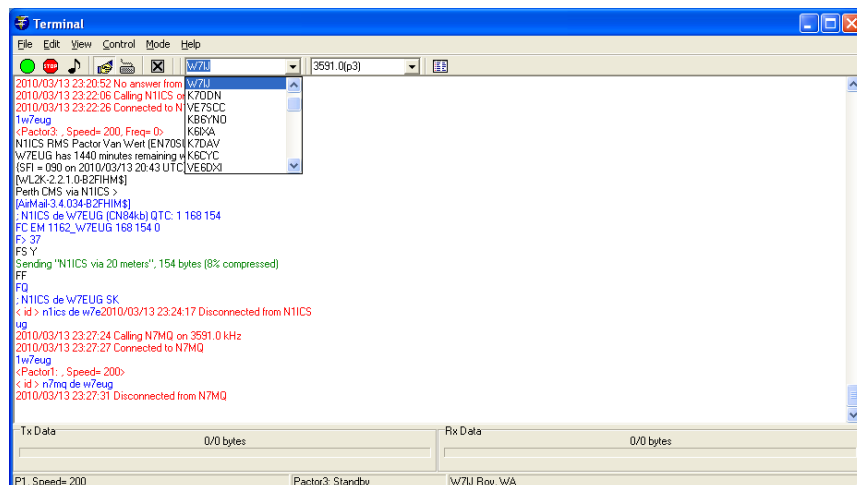 Terminal
File Edit View Control Mode Help
STOP W7IJ 3591.0(p3)
2010/03/13 23:20:52 No answer from
W7IJ
2010/03/13 23:22:06 Calling N1ICS o
K7ODN
2010/03/13 23:22:26 Connected to N1
VE7SCC
1w7eug
KB6YNO
<Pactor3: , Speed= 200, Freq= 0>
K6IXA
N1ICS RMS Pactor Van Wert (EN70SU
K7DAV
W7EUG has 1440 minutes remaining w
K6CYC
{SFI = 090 on 2010/03/13 20:43 UTC
VE6DXI
[WL2K-2.2.1.0-B2FIHM$]
Perth CMS via N1ICS >
[AirMail-3.4.034-B2FHIM$]
; N1ICS de W7EUG (CN84kb) QTC: 1 168 154
FC EM 1162_W7EUG 168 154 0
F> 37
FS Y
Sending "N1ICS via 20 meters", 154 bytes (8% compressed)
FF
FQ
; N1ICS de W7EUG SK
< id > n1ics de w7e2010/03/13 23:24:17 Disconnected from N1ICS
ug
2010/03/13 23:27:24 Calling N7MQ on 3591.0 kHz
2010/03/13 23:27:27 Connected to N7MQ
1w7eug
<Pactor1: , Speed= 200>
< id > n7mq de w7eug
2010/03/13 23:27:31 Disconnected from N7MQ
Tx Data Rx Data
0/0 bytes 0/0 bytes
P1, Speed= 200 Pactor3: Standby W7IJ Roy, WA